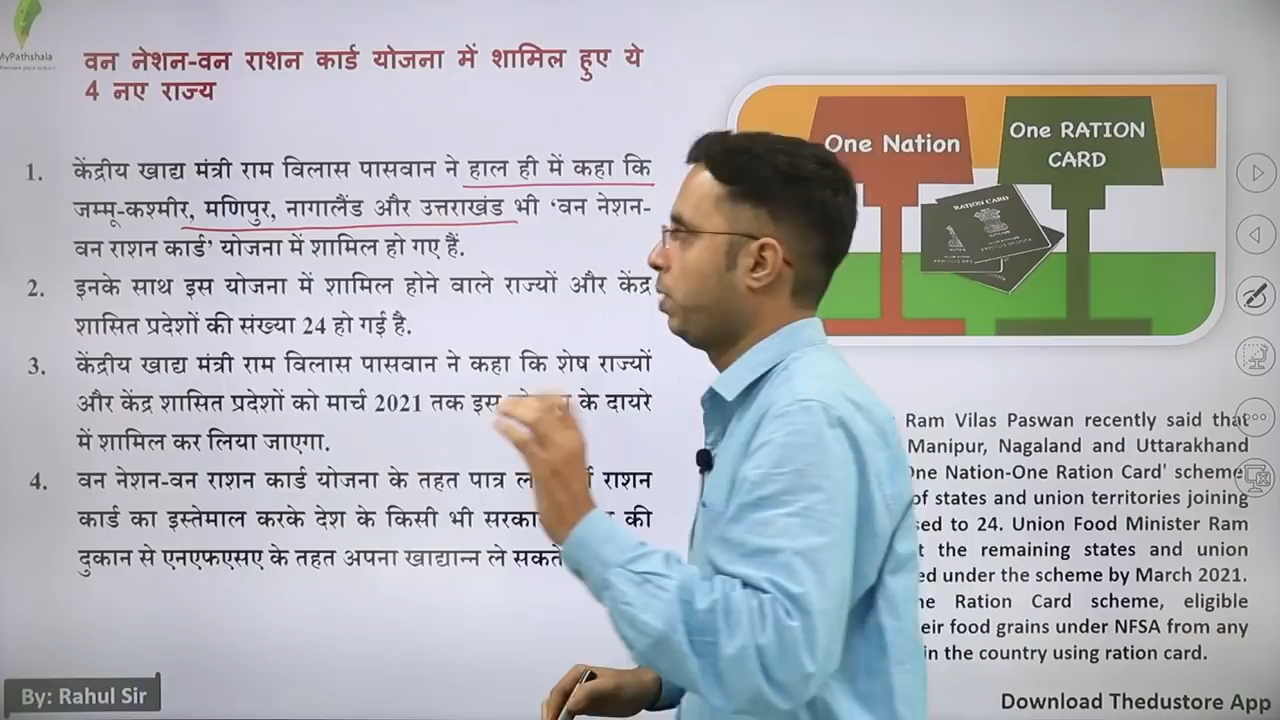 MyPathshala
वन नेशन-वन राशन कार्ड योजना में शामिल हुए ये
4 नए राज्य
1. केंद्रीय खाद्य मंत्री राम विलास पासवान ने हाल ही में कहा कि
जम्मू-कश्मीर, मणिपुर, नागालैंड और उत्तराखंड भी ‘वन नेशन-
वन राशन कार्ड’ योजना में शामिल हो गए हैं.
2. इनके साथ इस योजना में शामिल होने वाले राज्यों और केंद्र
शासित प्रदेशों की संख्या 24 हो गई है.
3. केंद्रीय खाद्य मंत्री राम विलास पासवान ने कहा कि शेष राज्यों
और केंद्र शासित प्रदेशों को मार्च 2021 तक इस के दायरे
में शामिल कर लिया जाएगा.
4. वन नेशन-वन राशन कार्ड योजना के तहत पात्र राशन
कार्ड का इस्तेमाल करके देश के किसी भी की
दुकान से एनएफएसए के तहत अपना खाद्यान्न ले सकते
One Nation
One RATION
CARD
RATION CARD
Ram Vilas Paswan recently said that
Manipur, Nagaland and Uttarakhand
One Nation-One Ration Card' scheme
of states and union territories joining
to 24. Union Food Minister Ram
the remaining states and union
under the scheme by March 2021.
Ration Card scheme, eligible
food grains under NFSA from any
in the country using ration card.
By: Rahul Sir
Download Thedustore App